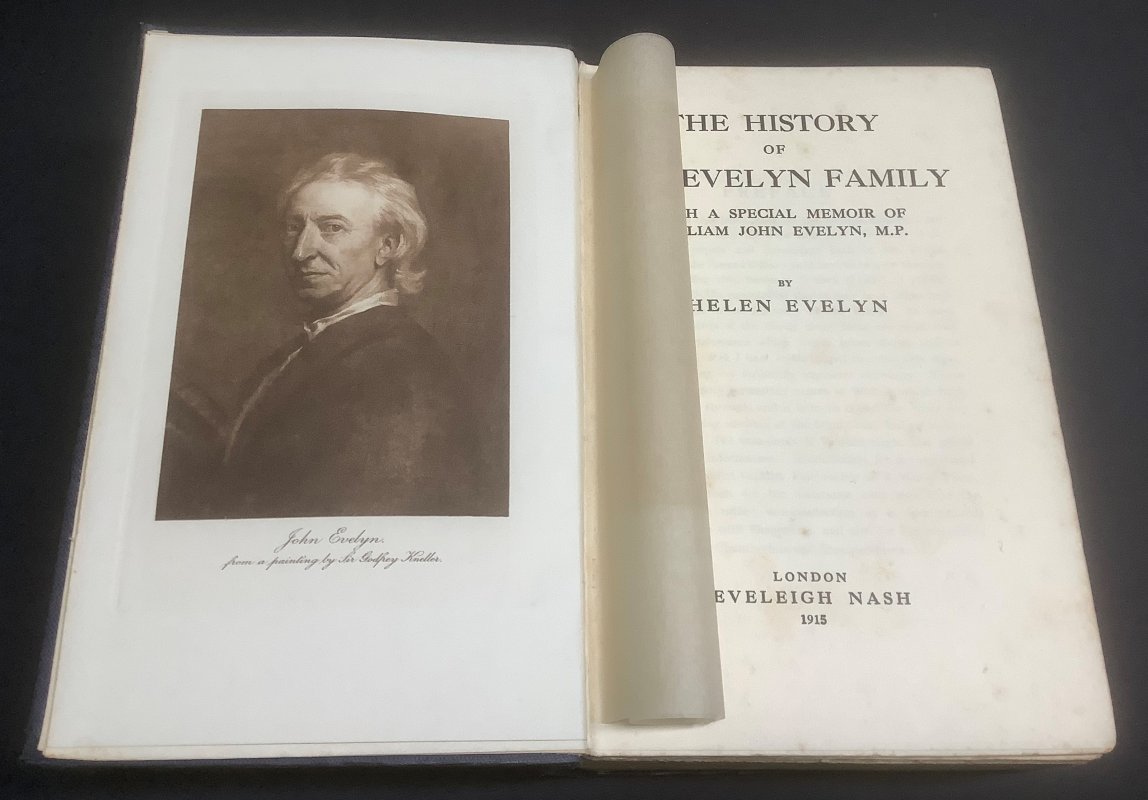 John Evelyn.
from a painting by Sir Godfrey Kneller.
THE HISTORY
OF
EVELYN FAMILY
H A SPECIAL MEMOIR OF
LIAM JOHN EVELYN, M.P.
BY
HELEN EVELYN
LONDON
EVELEIGH NASH
1915